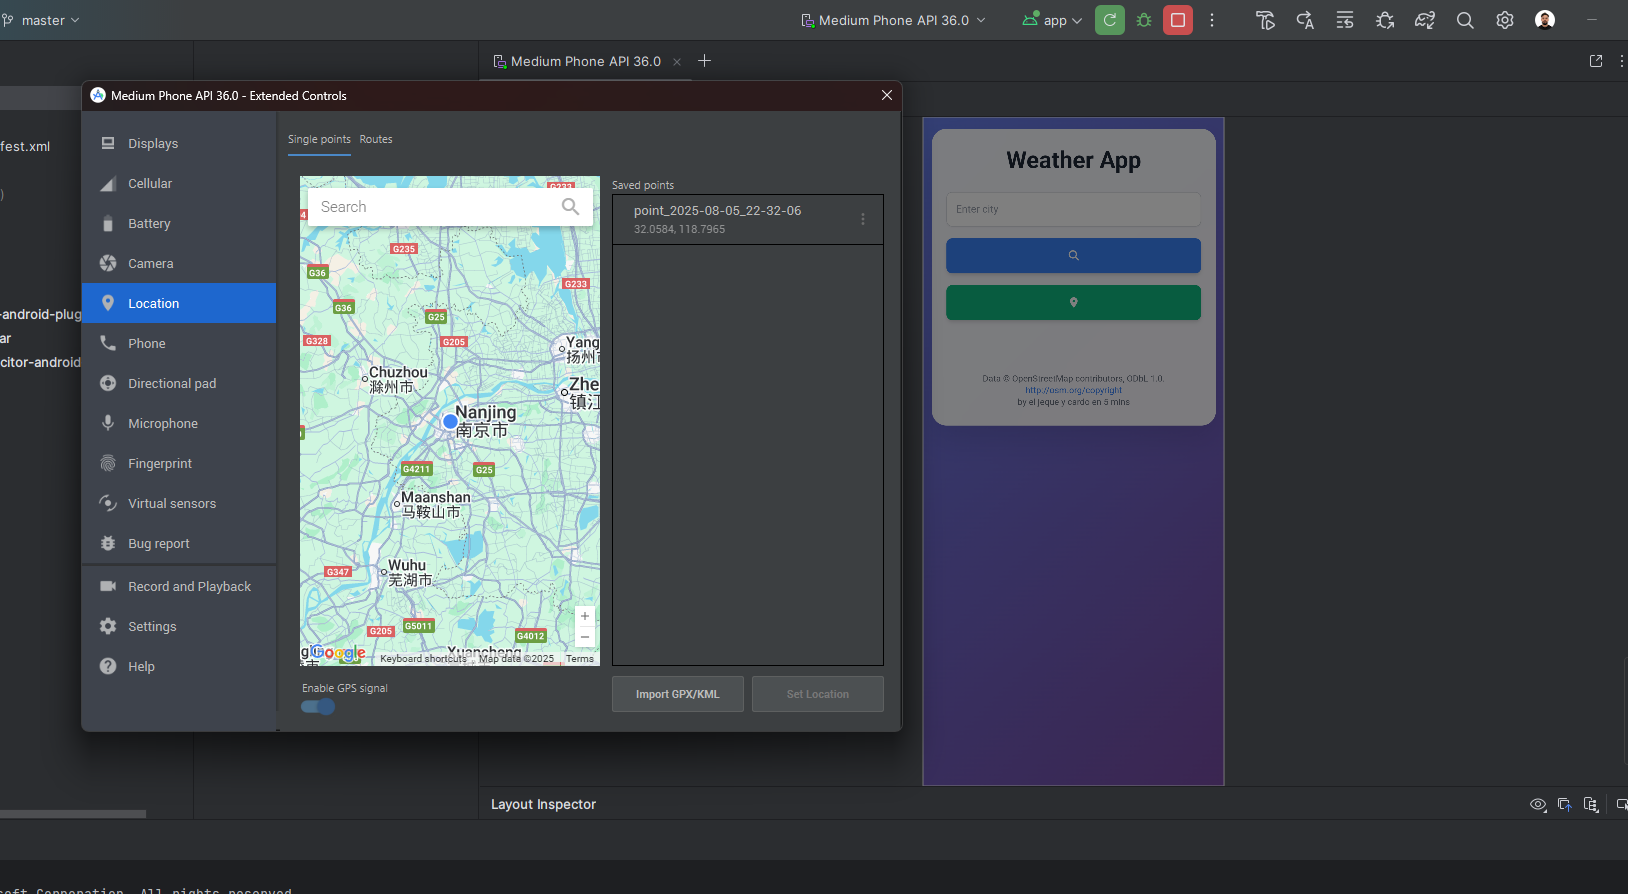 master
Medium Phone API 36.0
app
Medium Phone API 36.0
Medium Phone API 36.0 - Extended Controls
fest.xml
)
-android-plug
ar
citor-android
Displays
Cellular
Battery
Camera
Location
Phone
Directional pad
Microphone
Fingerprint
Virtual sensors
Bug report
Record and Playback
Settings
Help
Single points
Routes
Search
G233
4
G235
G36
G233
G36
G25
G328
G205
Yang
扬州市
Chuzhou
滁州市
Zhe
镇江
Nanjing
南京市
G4211
G25
Maanshan
马鞍山市
Wuhu
芜湖市
G347
G5011
G205
G4012
Xuancheng
Google
Keyboard shortcuts
Map data ©2025
Terms
+
−
Enable GPS signal
Saved points
point_2025-08-05_22-32-06
32.0584, 118.7965
Import GPX/KML
Set Location
Weather App
Enter city
Data © OpenStreetMap contributors, ODbL 1.0.
http://osm.org/copyright
by el jeque y cardo en 5 mins
Layout Inspector
soft Corporation. All rights reserved